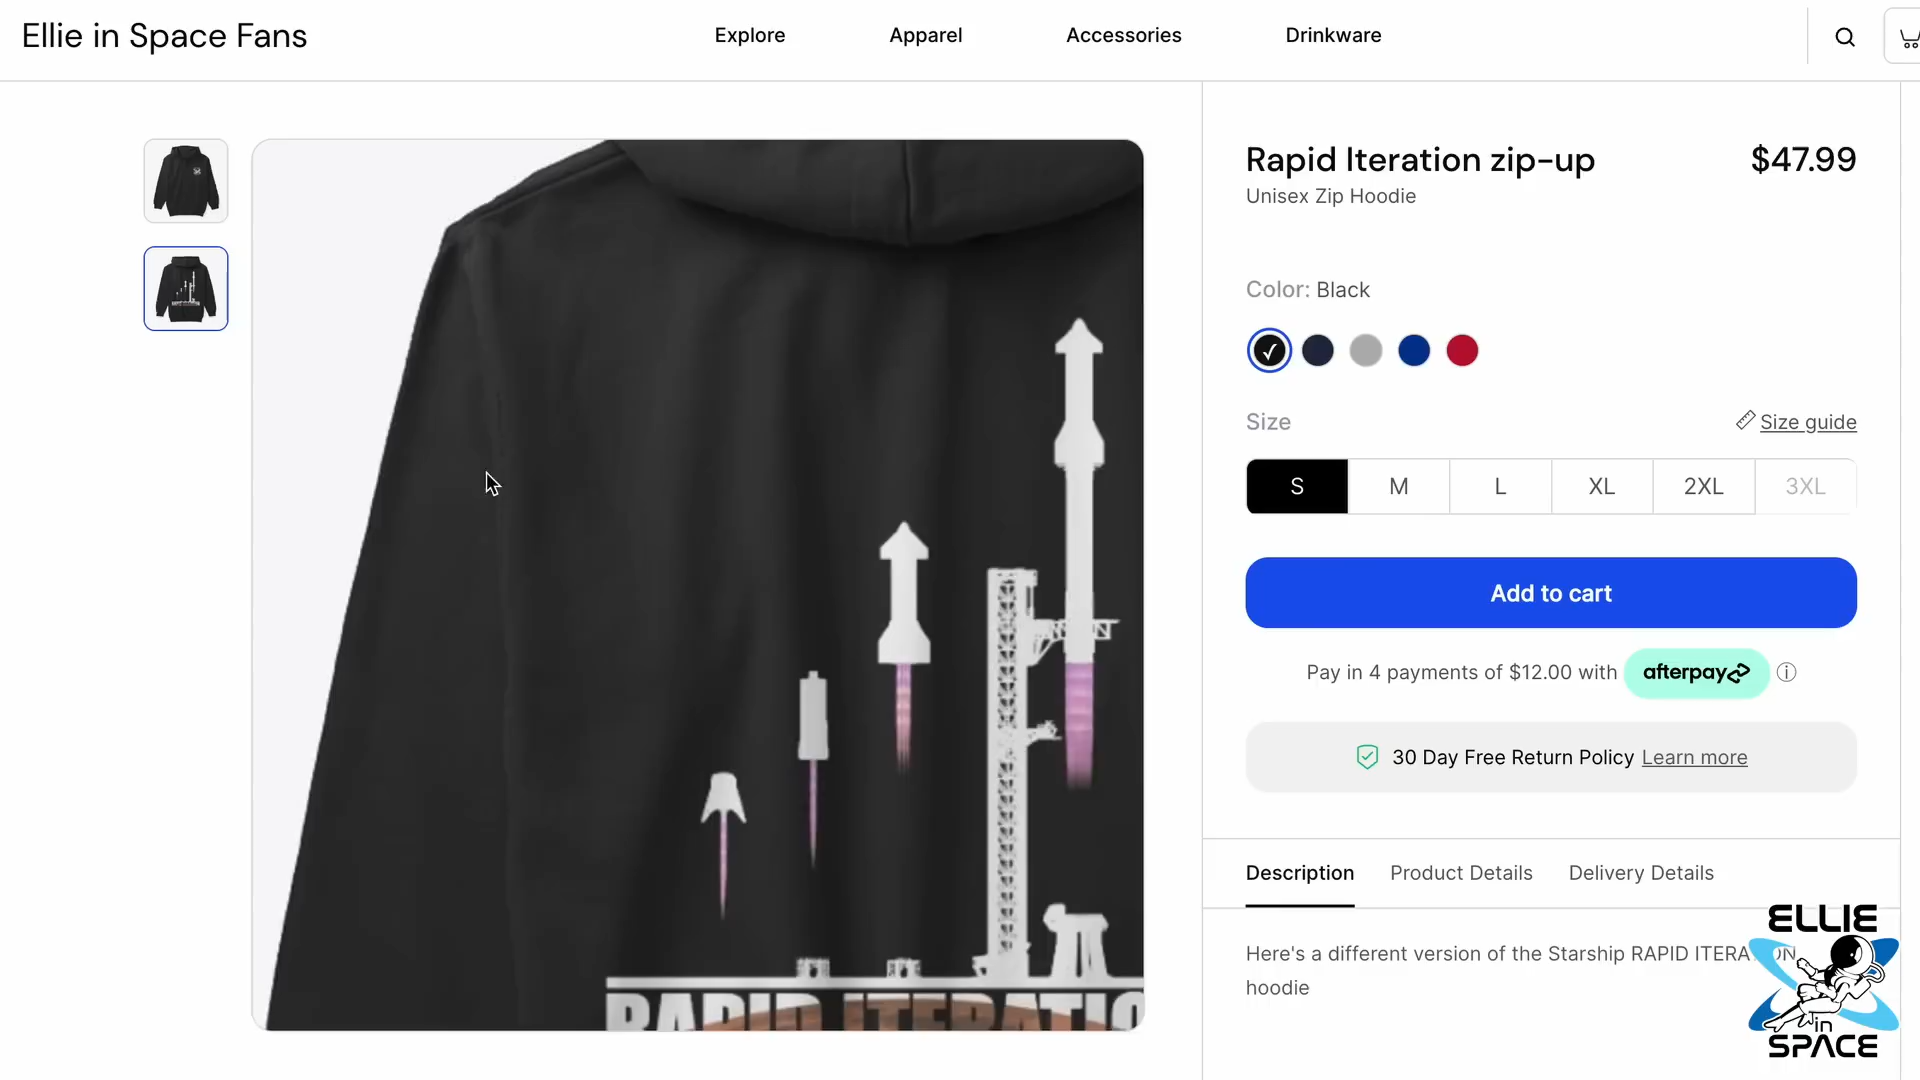 Ellie in Space Fans
Explore
Apparel
Accessories
Drinkware
Rapid Iteration zip-up
$47.99
Unisex Zip Hoodie
Color: Black
Size
Size guide
S
M
L
XL
2XL
3XL
Add to cart
Pay in 4 payments of $12.00 with afterpay
30 Day Free Return Policy Learn more
Description
Product Details
Delivery Details
Here's a different version of the Starship RAPID ITERATION
hoodie
RAPID ITERATIO
ELLIE
in
SPACE